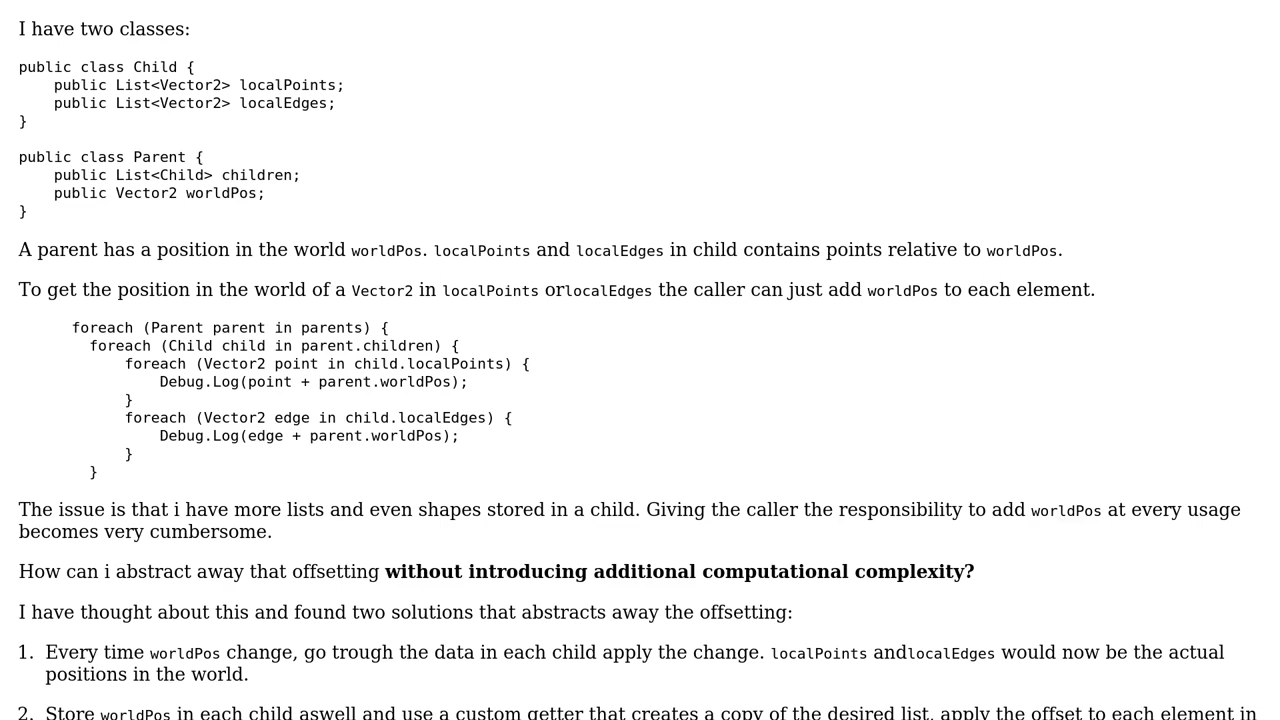 I have two classes:
public class Child {
    public List<Vector2> localPoints;
    public List<Vector2> localEdges;
}
public class Parent {
    public List<Child> children;
    public Vector2 worldPos;
}
A parent has a position in the world worldPos. localPoints and localEdges in child contains points relative to worldPos.
To get the position in the world of a Vector2 in localPoints orlocalEdges the caller can just add worldPos to each element.
      foreach (Parent parent in parents) {
        foreach (Child child in parent.children) {
            foreach (Vector2 point in child.localPoints) {
                Debug.Log(point + parent.worldPos);
            }
            foreach (Vector2 edge in child.localEdges) {
                Debug.Log(edge + parent.worldPos);
            }
        }
The issue is that i have more lists and even shapes stored in a child. Giving the caller the responsibility to add worldPos at every usage
becomes very cumbersome.
How can i abstract away that offsetting without introducing additional computational complexity?
I have thought about this and found two solutions that abstracts away the offsetting:
1. Every time worldPos change, go trough the data in each child apply the change. localPoints andlocalEdges would now be the actual
positions in the world.
2. Store worldPos in each child aswell and use a custom getter that creates a copy of the desired list, apply the offset to each element in